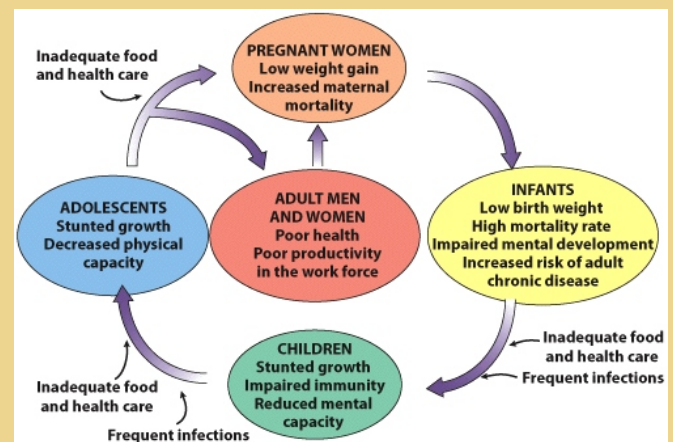 Inadequate food
and health care
PREGNANT WOMEN
Low weight gain
Increased maternal
mortality
ADOLESCENTS
Stunted growth
Decreased physical
capacity
ADULT MEN
AND WOMEN
Poor health
Poor productivity
in the work force
INFANTS
Low birth weight
High mortality rate
Impaired mental development
Increased risk of adult
chronic disease
Inadequate food
and health care
Frequent infections
CHILDREN
Stunted growth
Impaired immunity
Reduced mental
capacity
Inadequate food
and health care
Frequent infections